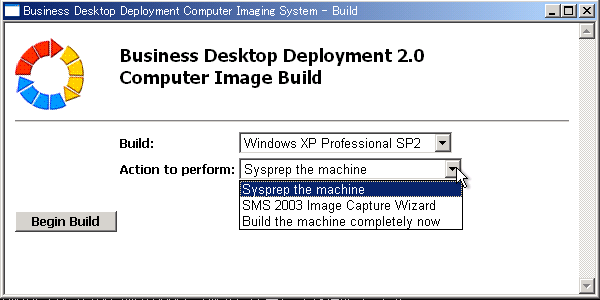 Business Desktop Deployment Computer Imaging System - Build
Business Desktop Deployment 2.0
Computer Image Build
Build: Windows XP Professional SP2
Action to perform: Sysprep the machine
Sysprep the machine
SMS 2003 Image Capture Wizard
Build the machine completely now
Begin Build